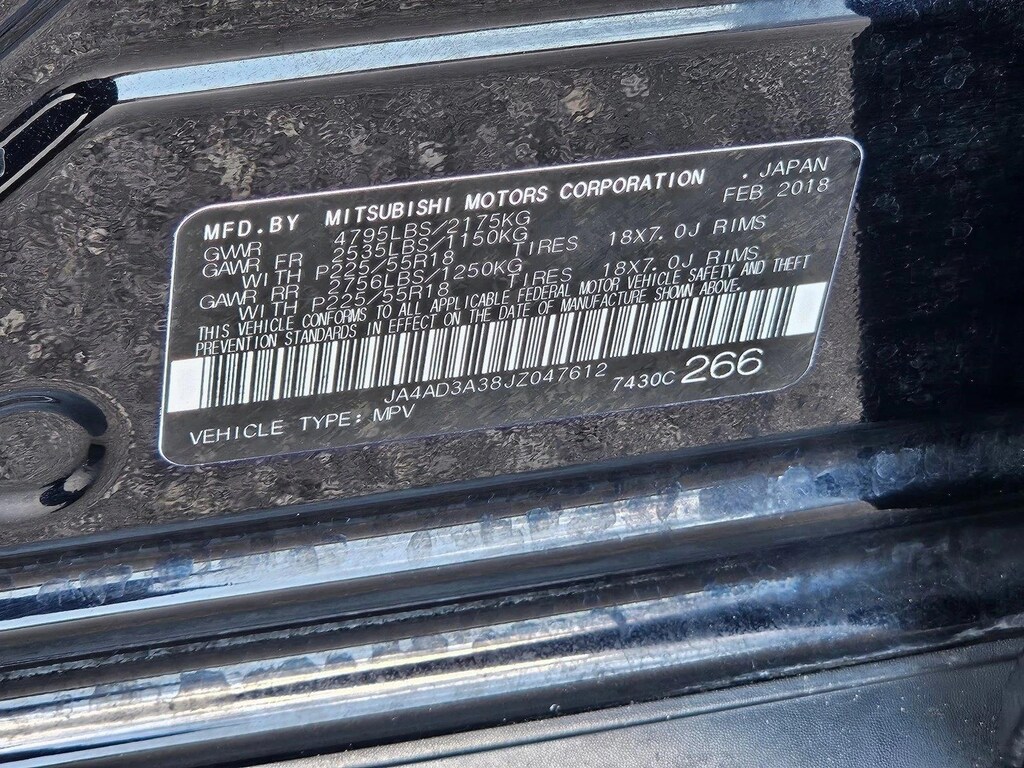 MFD.BY MITSUBISHI MOTORS CORPORATION . JAPAN
FEB 2018
GVWR 4795LBS/2175KG
GAWR FR 2535LBS/1150KG
WITH P225/55R18 TIRES 18X7.0J RIMS
GAWR RR 2756LBS/1250KG
WITH P225/55R18 TIRES 18X7.0J RIMS
THIS VEHICLE CONFORMS TO ALL APPLICABLE FEDERAL MOTOR VEHICLE SAFETY AND THEFT
PREVENTION STANDARDS IN EFFECT ON THE DATE OF MANUFACTURE SHOWN ABOVE.
JA4AD3A38JZ047612
VEHICLE TYPE: MPV 7430C 266